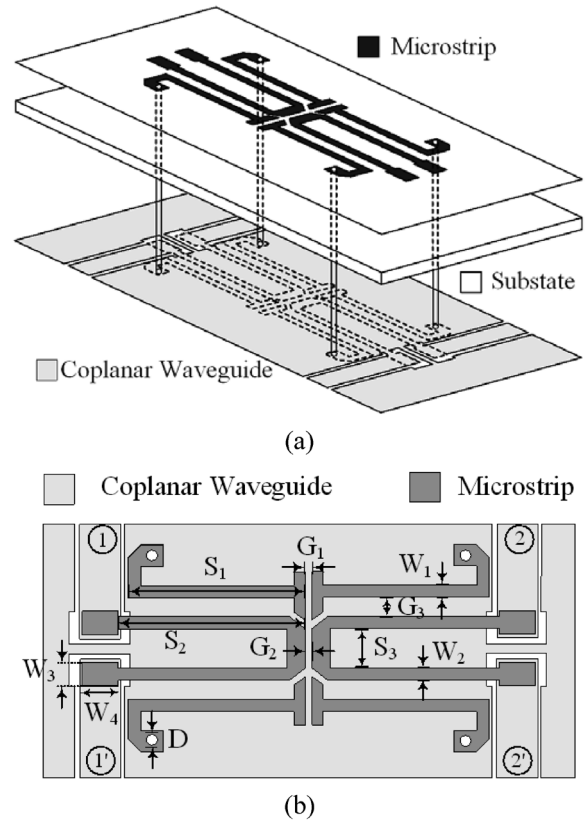 Microstrip
Substate
Coplanar Waveguide
(a)
Coplanar Waveguide
Microstrip
1
2
G1
W1
S1
G3
S2
G2
S3
W2
W3
W4
D
1'
2'
(b)